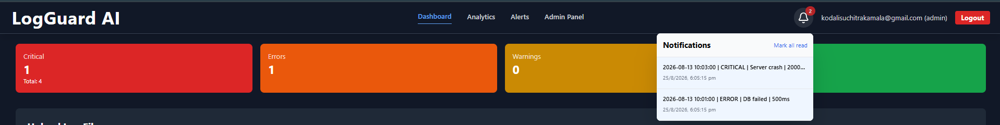 LogGuard AI
Dashboard
Analytics
Alerts
Admin Panel
2
kodalisuchitrakamala@gmail.com (admin)
Logout
Critical
1
Total: 4
Errors
1
Warnings
0
Notifications
Mark all read
2026-08-13 10:03:00 | CRITICAL | Server crash | 2000...
25/8/2026, 6:05:15 pm
2026-08-13 10:01:00 | ERROR | DB failed | 500ms
25/8/2026, 6:05:15 pm